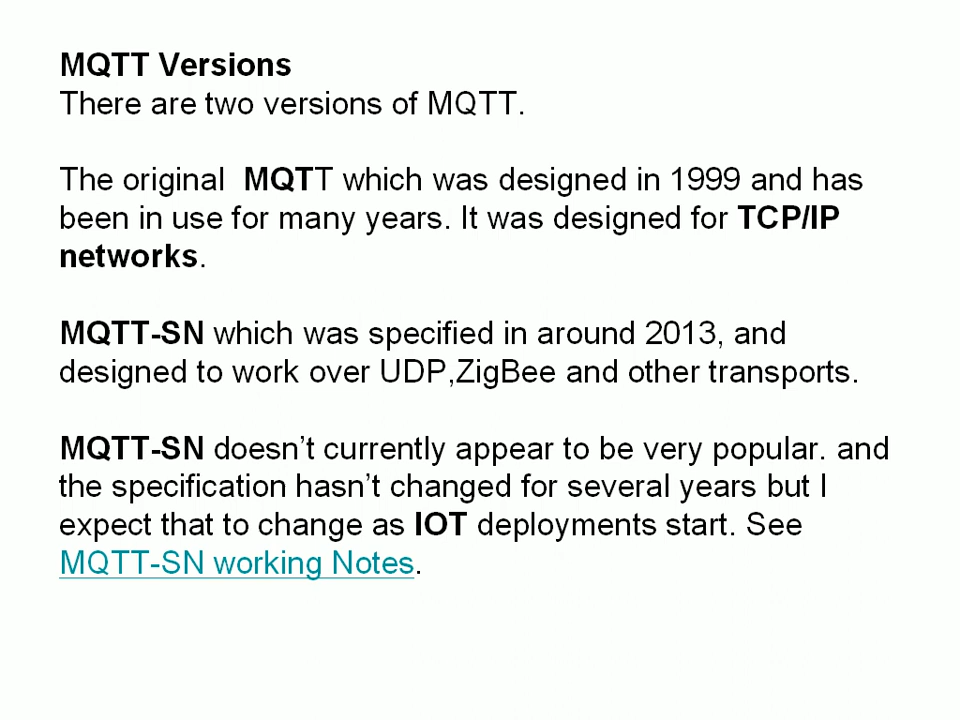 MQTT Versions
There are two versions of MQTT.
The original  MQTT which was designed in 1999 and has
been in use for many years. It was designed for TCP/IP
networks.
MQTT-SN which was specified in around 2013, and
designed to work over UDP,ZigBee and other transports.
MQTT-SN doesn’t currently appear to be very popular. and
the specification hasn’t changed for several years but I
expect that to change as IOT deployments start. See
MQTT-SN working Notes.